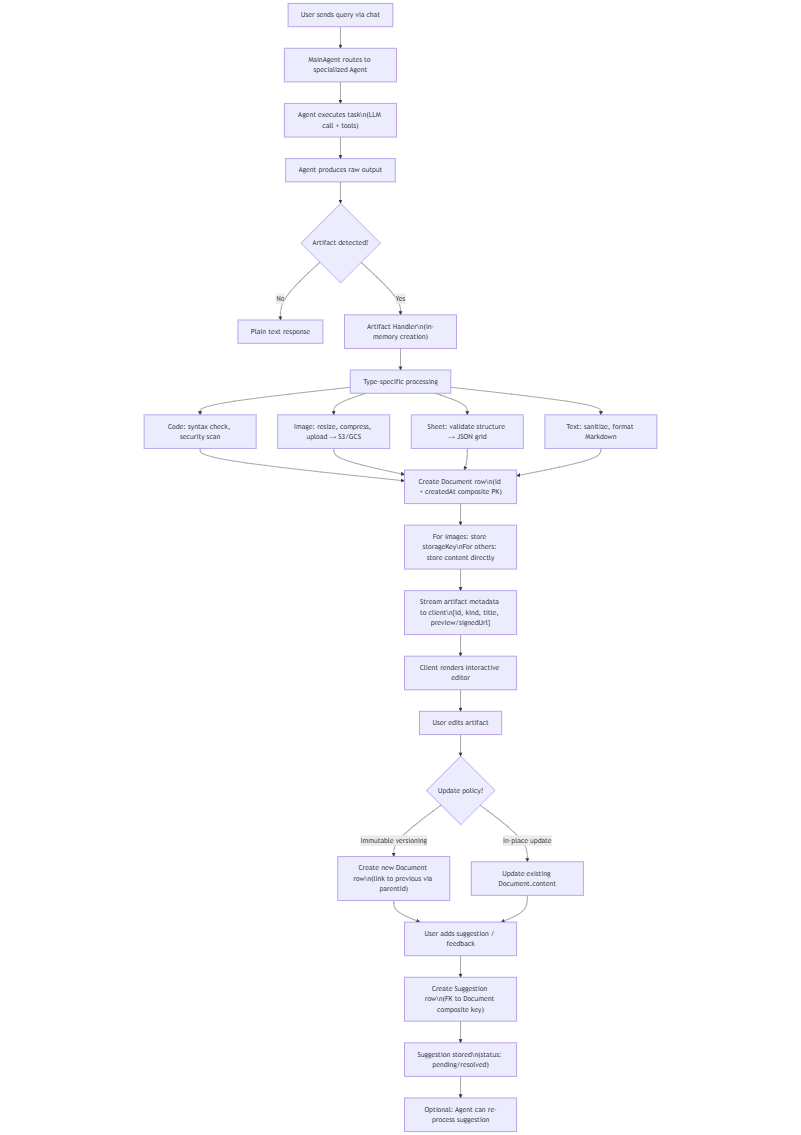 User sends query via chat
MainAgent routes to
specialized Agent
Agent executes task\n(LLM
call + tools)
Agent produces raw output
Artifact detected?
No
Yes
Plain text response
Artifact Handler\n(in-
memory creation)
Type-specific processing
Code: syntax check,
security scan
Image: resize, compress,
upload → S3/GCS
Sheet: validate structure
→ JSON grid
Text: sanitize, format
Markdown
Create Document row\n(id
+ createdAt composite PK)
For images: store
storageKey\nFor others:
store content directly
Stream artifact metadata
to client\n[id, kind, title,
preview/signedUrl]
Client renders interactive
editor
User edits artifact
Update policy?
Immutable versioning
In-place update
Create new Document
row\n(link to previous via
parentId)
Update existing
Document.content
User adds suggestion /
feedback
Create Suggestion
row\n(FK to Document
composite key)
Suggestion stored\n(status:
pending/resolved)
Optional: Agent can re-
process suggestion